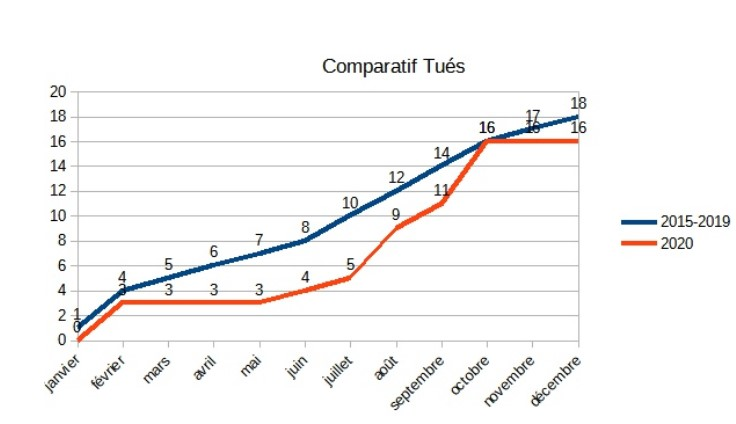 Comparatif Tués
20
18
16
14
12
10
8
6
4
2
0
1
4
5
6
7
8
10
12
14
16
17
18
0
3
3
3
3
4
5
9
11
16
16
16
janvier
février
mars
avril
mai
juin
juillet
août
septembre
octobre
novembre
décembre
2015-2019
2020